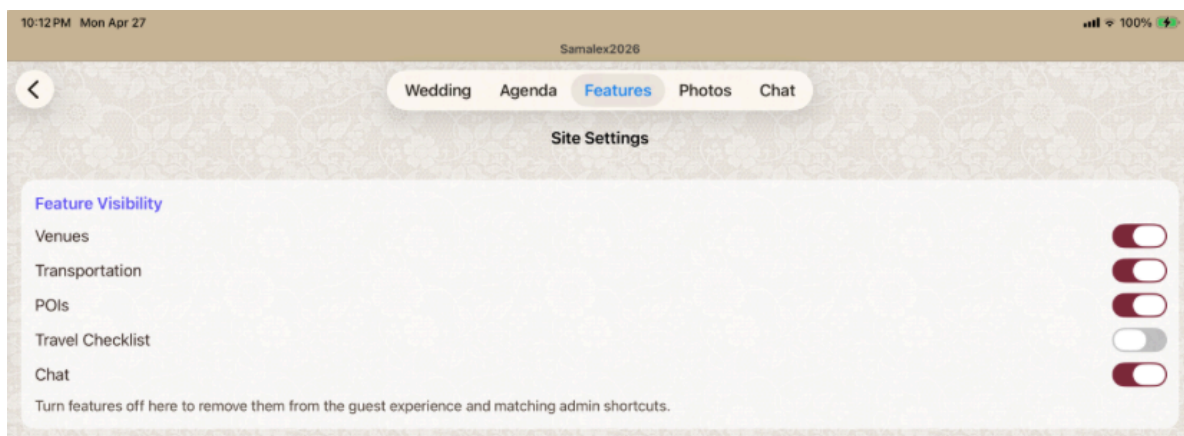 10:12 PM Mon Apr 27 100%
Samalex2026
Wedding Agenda Features Photos Chat
Site Settings
Feature Visibility
Venues
Transportation
POIs
Travel Checklist
Chat
Turn features off here to remove them from the guest experience and matching admin shortcuts.